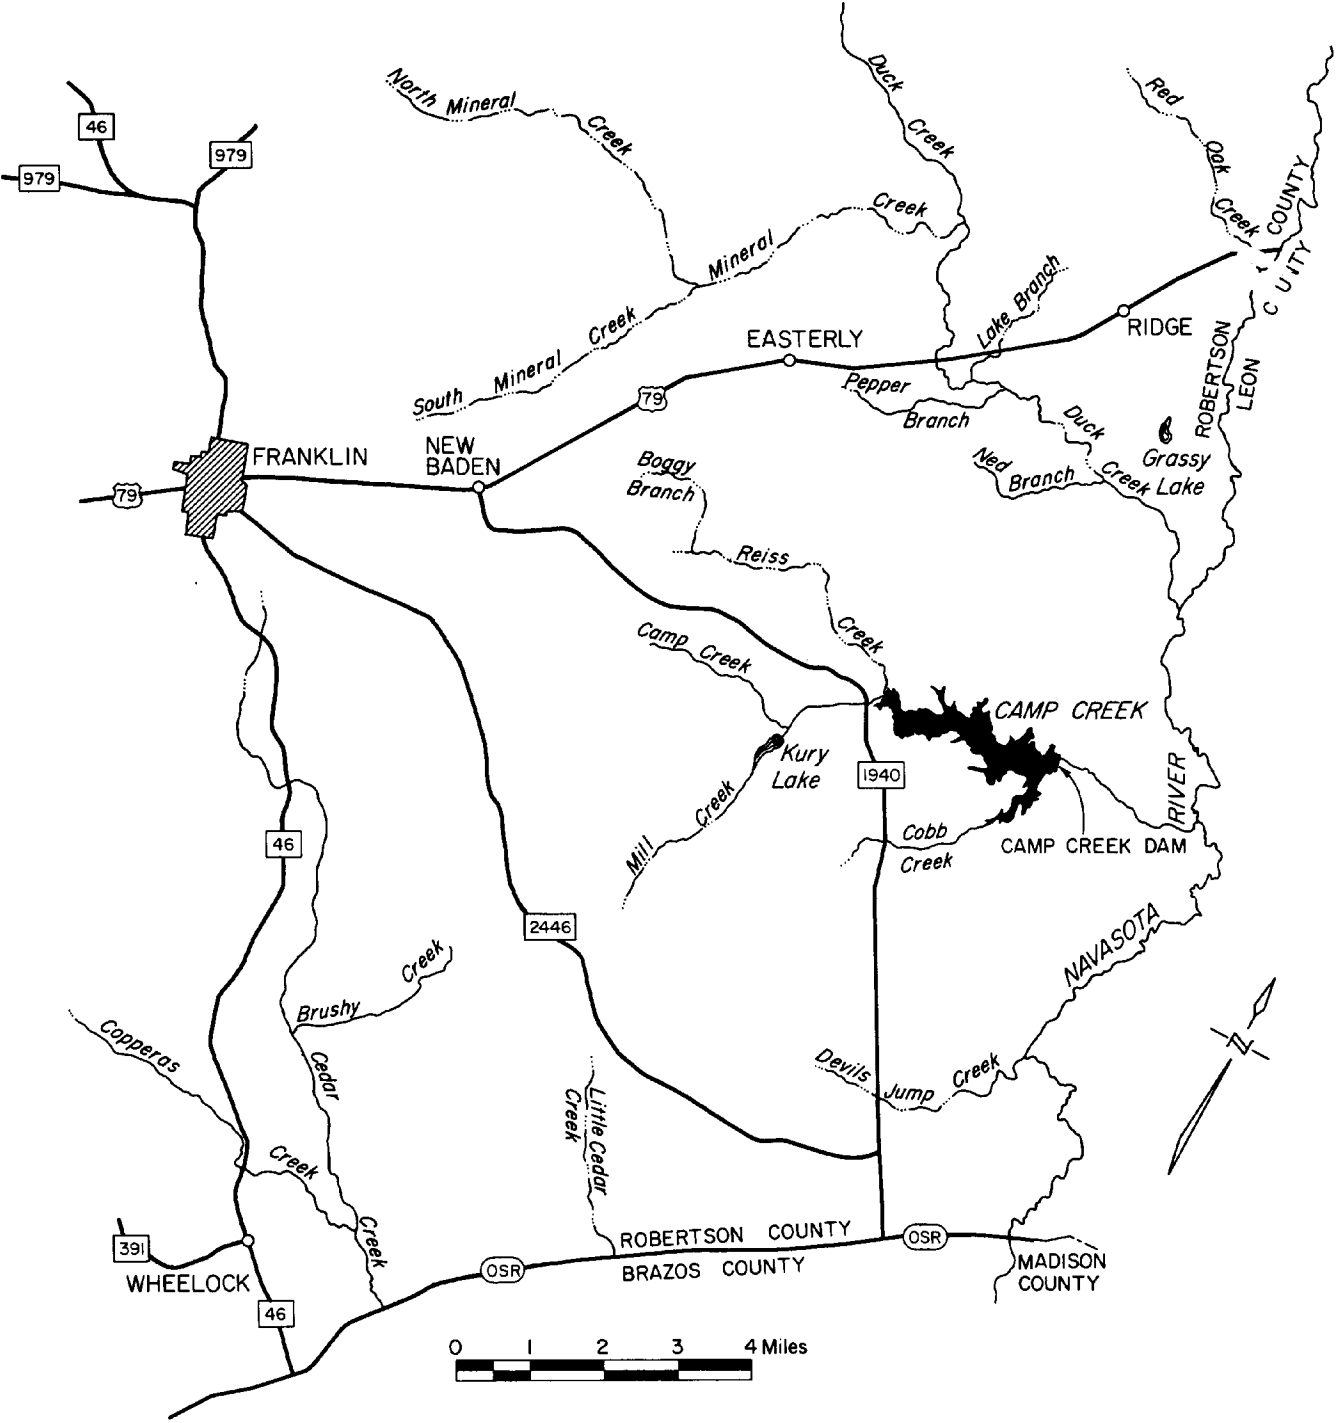 Duck
Creek
Red
Oak
Creek
North Mineral
Creek
46
979
979
COUNTY
Creek
Mineral
Lake Branch
RIDGE
EASTERLY
South Mineral Creek
79
Pepper
Branch
ROBERTSON
LEON
Duck
Creek
Grassy
Lake
Ned
Branch
FRANKLIN
NEW
BADEN
79
Boggy
Branch
Reiss
Creek
Camp Creek
CAMP CREEK
Kury
Lake
1940
RIVER
Mill Creek
Cobb
Creek
CAMP CREEK DAM
46
2446
NAVASOTA
Brushy Creek
Copperas
Creek
Cedar
Creek
Little Cedar
Creek
Devils
Jump Creek
N
391
WHEELOCK
46
ROBERTSON COUNTY
BRAZOS COUNTY
OSR
OSR
MADISON
COUNTY
0 1 2 3 4 Miles